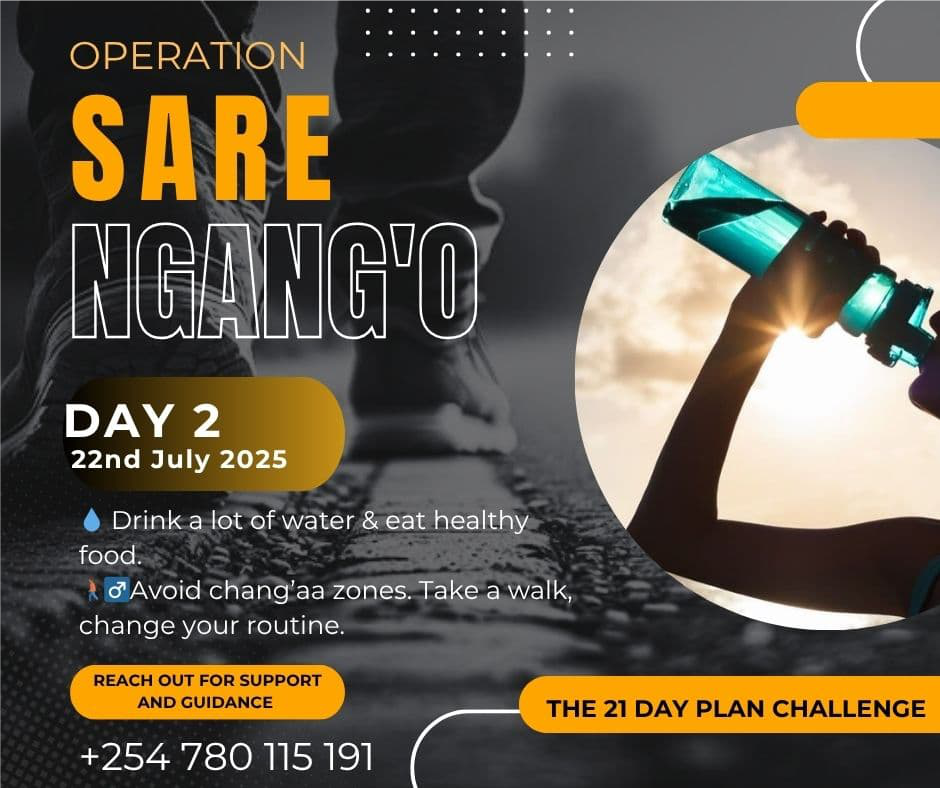 OPERATION
SARE
NGANG'O
DAY 2
22nd July 2025
💧 Drink a lot of water & eat healthy
food.
🚶♂️Avoid chang’aa zones. Take a walk,
change your routine.
REACH OUT FOR SUPPORT
AND GUIDANCE
+254 780 115 191
THE 21 DAY PLAN CHALLENGE